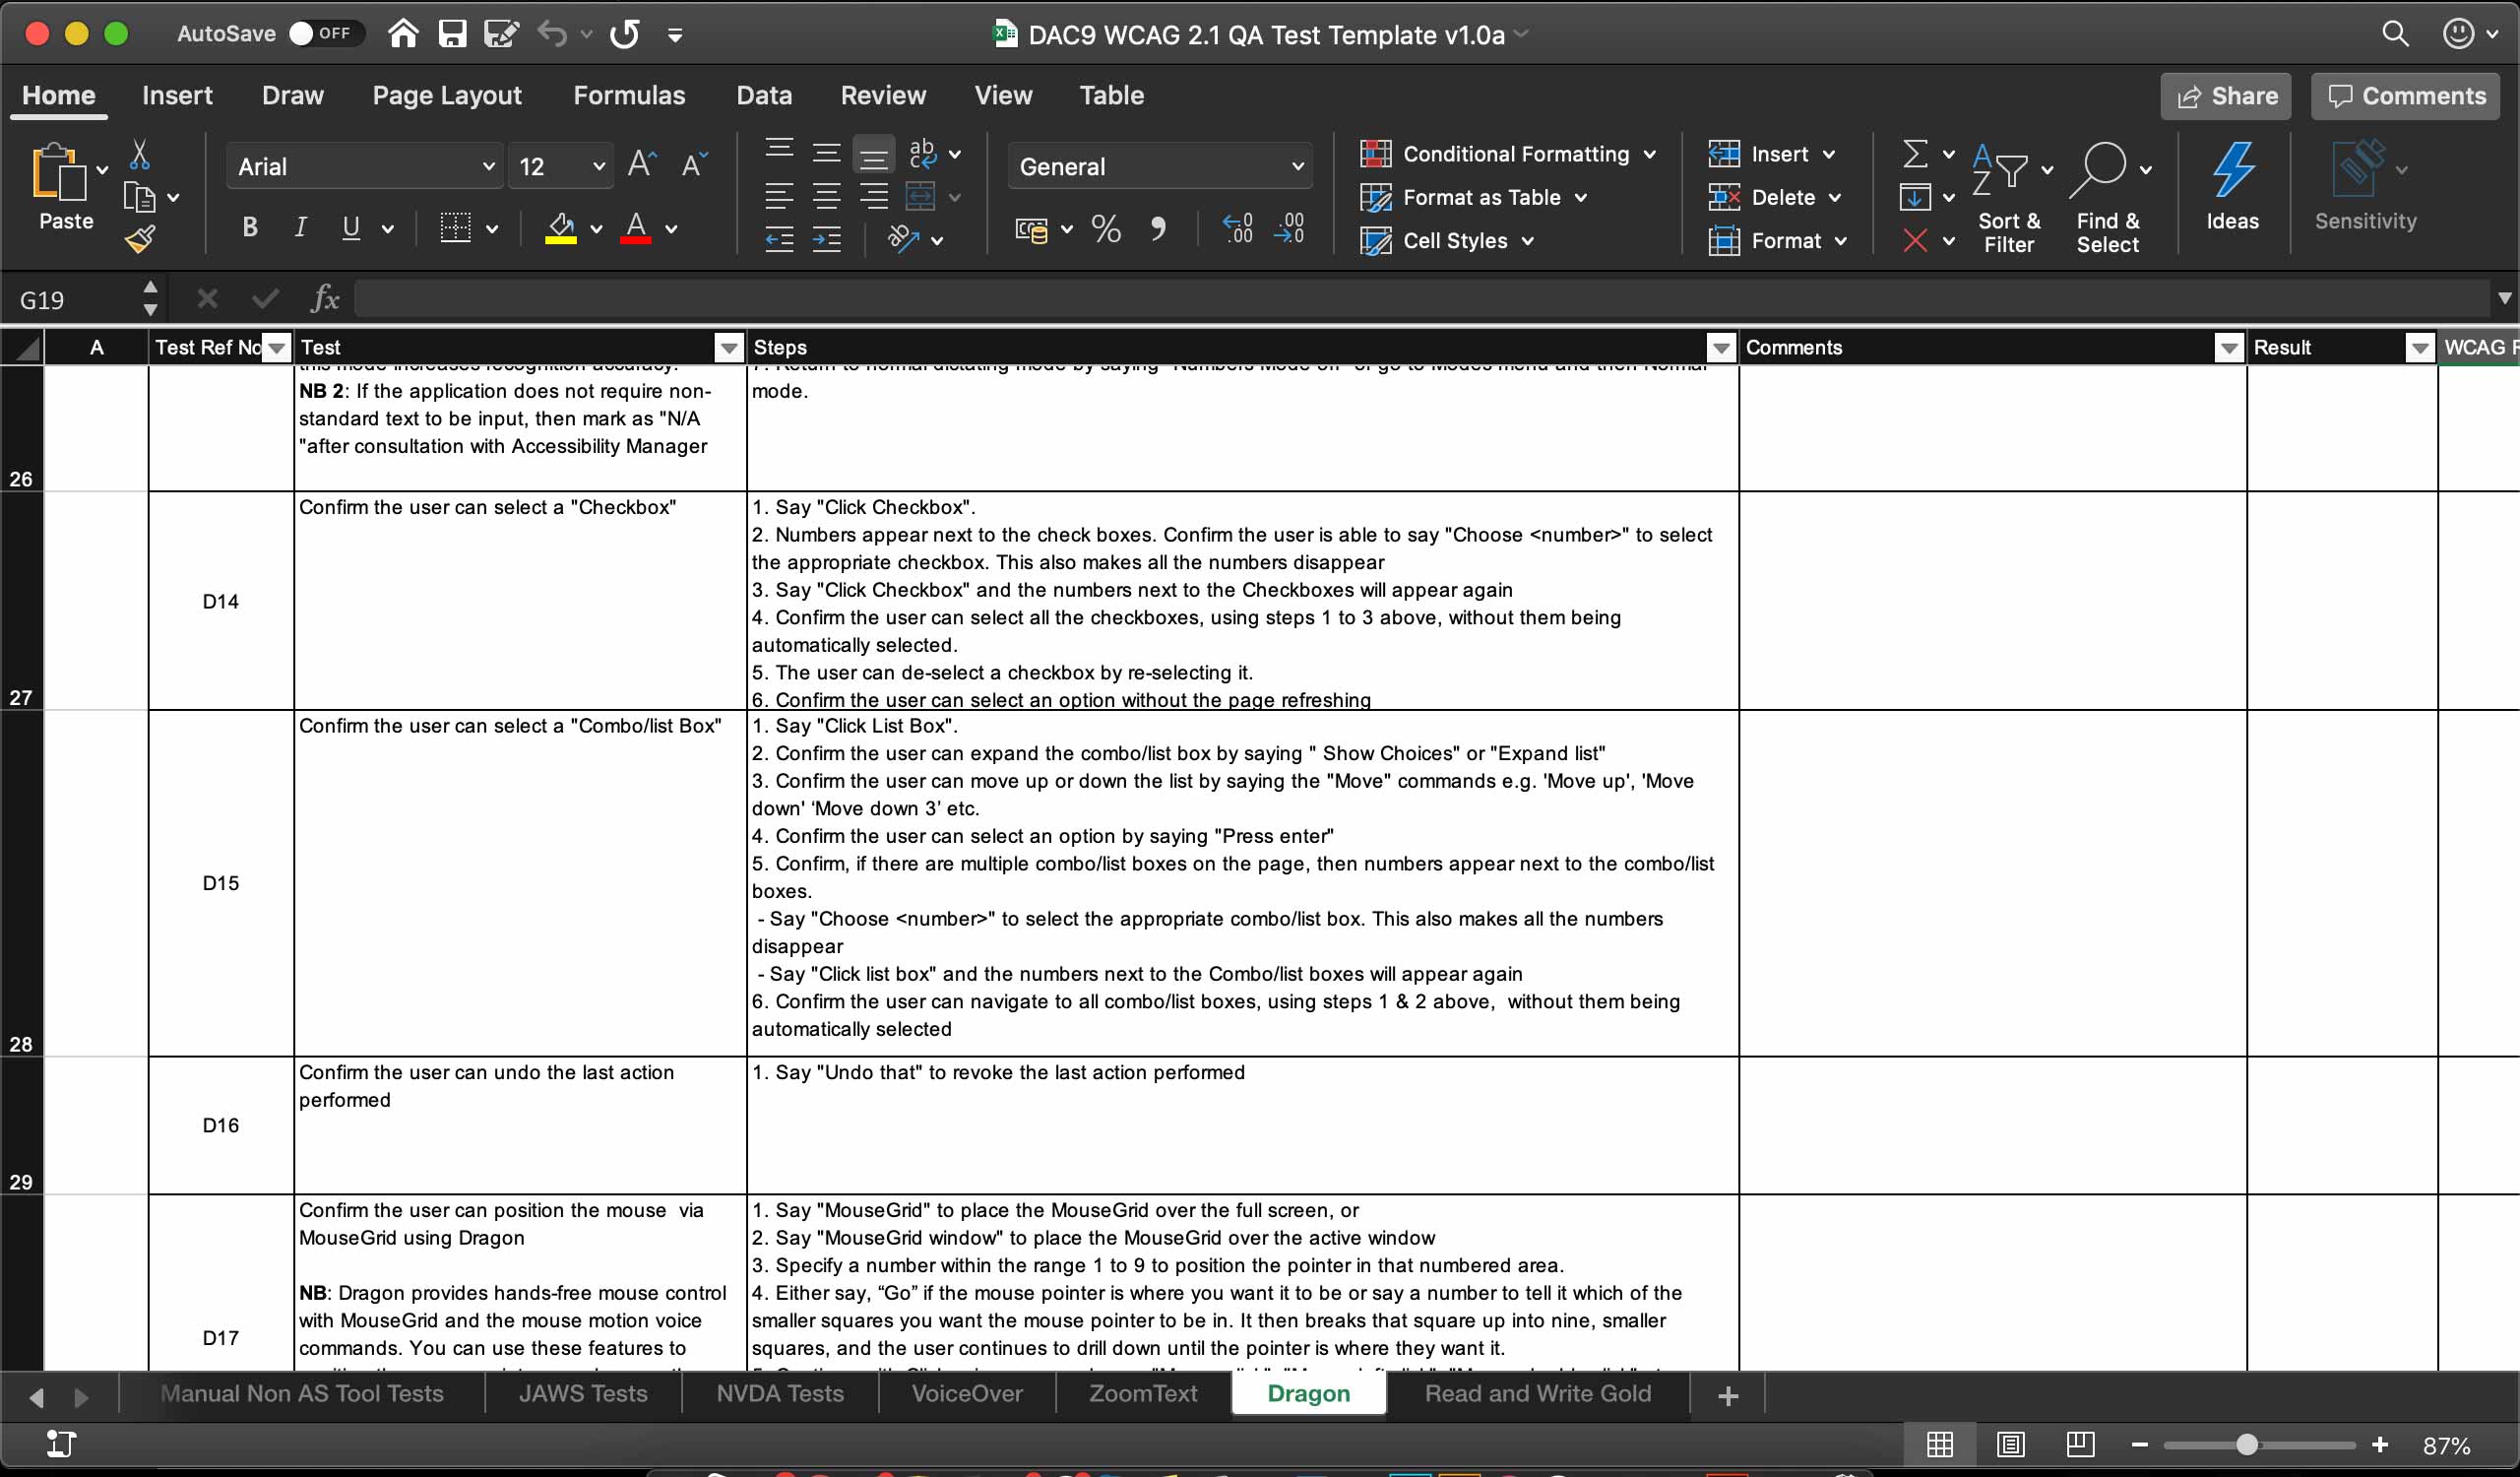 AutoSave OFF
DAC9 WCAG 2.1 QA Test Template v1.0a
Home Insert Draw Page Layout Formulas Data Review View Table Share Comments
Paste
Arial 12
B I U
ab
General
% 
Conditional Formatting
Format as Table
Cell Styles
Insert
Delete
Format
Sort & Filter
Find & Select
Ideas
Sensitivity
G19 fx
A Test Ref No Test Steps Comments Result WCAG
this mode increases recognition accuracy.
NB 2: If the application does not require non-
standard text to be input, then mark as "N/A
"after consultation with Accessibility Manager
7. Return to normal dictating mode by saying "Numbers Mode off" or go to Modes menu and then Normal
mode.
26
D14
Confirm the user can select a "Checkbox"
1. Say "Click Checkbox".
2. Numbers appear next to the check boxes. Confirm the user is able to say "Choose <number>" to select
the appropriate checkbox. This also makes all the numbers disappear
3. Say "Click Checkbox" and the numbers next to the Checkboxes will appear again
4. Confirm the user can select all the checkboxes, using steps 1 to 3 above, without them being
automatically selected.
5. The user can de-select a checkbox by re-selecting it.
6. Confirm the user can select an option without the page refreshing
27
D15
Confirm the user can select a "Combo/list Box"
1. Say "Click List Box".
2. Confirm the user can expand the combo/list box by saying " Show Choices" or "Expand list"
3. Confirm the user can move up or down the list by saying the "Move" commands e.g. 'Move up', 'Move
down' ‘Move down 3’ etc.
4. Confirm the user can select an option by saying "Press enter"
5. Confirm, if there are multiple combo/list boxes on the page, then numbers appear next to the combo/list
boxes.
- Say "Choose <number>" to select the appropriate combo/list box. This also makes all the numbers
disappear
- Say "Click list box" and the numbers next to the Combo/list boxes will appear again
6. Confirm the user can navigate to all combo/list boxes, using steps 1 & 2 above, without them being
automatically selected
28
D16
Confirm the user can undo the last action
performed
1. Say "Undo that" to revoke the last action performed
29
D17
Confirm the user can position the mouse via
MouseGrid using Dragon
NB: Dragon provides hands-free mouse control
with MouseGrid and the mouse motion voice
commands. You can use these features to
1. Say "MouseGrid" to place the MouseGrid over the full screen, or
2. Say "MouseGrid window" to place the MouseGrid over the active window
3. Specify a number within the range 1 to 9 to position the pointer in that numbered area.
4. Either say, “Go” if the mouse pointer is where you want it to be or say a number to tell it which of the
smaller squares you want the mouse pointer to be in. It then breaks that square up into nine, smaller
squares, and the user continues to drill down until the pointer is where they want it.
Manual Non AS Tool Tests JAWS Tests NVDA Tests VoiceOver ZoomText Dragon Read and Write Gold +
87%